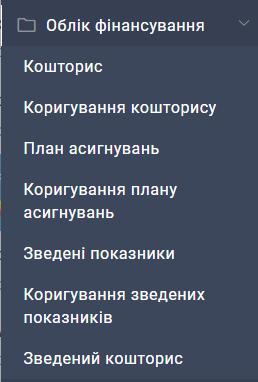 Облік фінансування
Кошторис
Коригування кошторису
План асигнувань
Коригування плану
асигнувань
Зведені показники
Коригування зведених
показників
Зведений кошторис